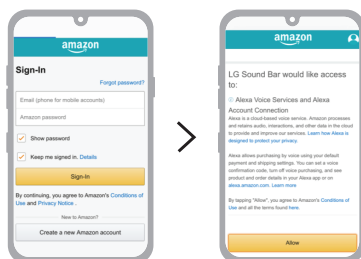 amazon
Sign-In
Forgot password?
Email (phone for mobile accounts)
Amazon password
Show password
Keep me signed in. Details
Sign-In
By continuing, you agree to Amazon's Conditions of
Use and Privacy Notice .
New to Amazon?
Create a new Amazon account
amazon
LG Sound Bar would like access
to:
Alexa Voice Services and Alexa
Account Connection
Alexa is a cloud-based voice service. Amazon processes
and retains audio, interactions, and other data in the cloud
to provide and improve our services. Learn how Alexa is
designed to protect your privacy.
Alexa allows purchasing by voice using your default
payment and shipping settings. You can set a voice
confirmation code, turn off voice purchasing, and see
product and order details in your Alexa app or on
alexa.amazon.com. Learn more
By tapping "Allow", you agree to Amazon's Conditions of
Use and all the terms found here.
Allow